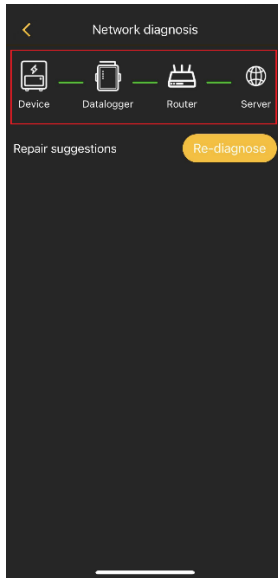 Network diagnosis
Device Datalogger Router Server
Repair suggestions Re-diagnose